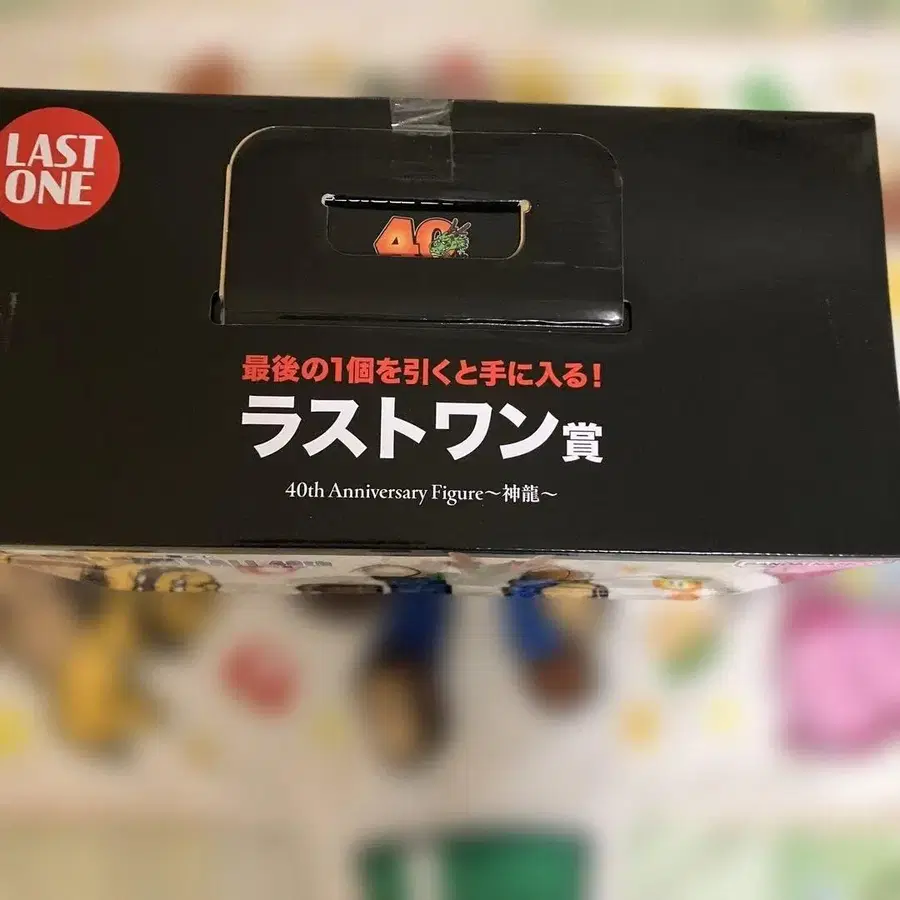 LAST
ONE
40
最後の1個を引くと手に入る!
ラストワン賞
40th Anniversary Figure～神龍～